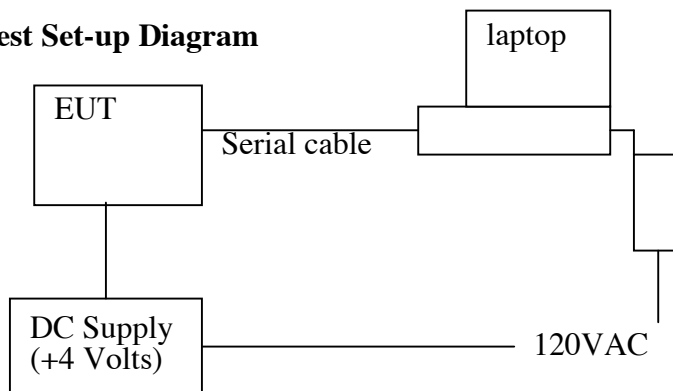 est Set-up Diagram
laptop
EUT
Serial cable
DC Supply
(+4 Volts)
120VAC